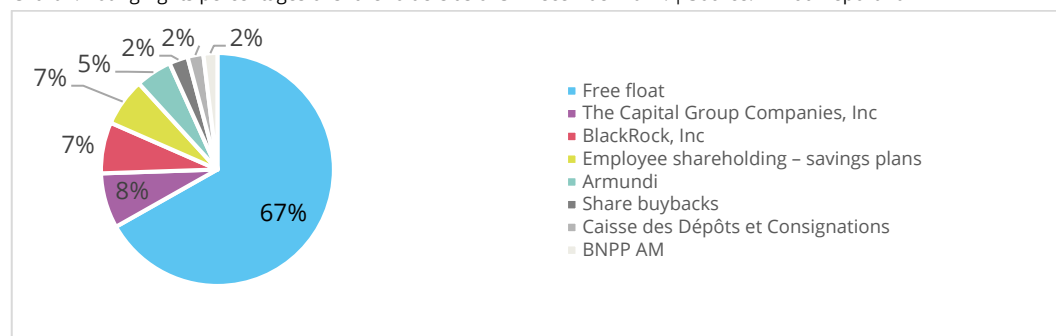 2%
2%
2%
5%
7%
7%
8%
67%
Free float
The Capital Group Companies, Inc
BlackRock, Inc
Employee shareholding – savings plans
Armundi
Share buybacks
Caisse des Dépôts et Consignations
BNPP AM